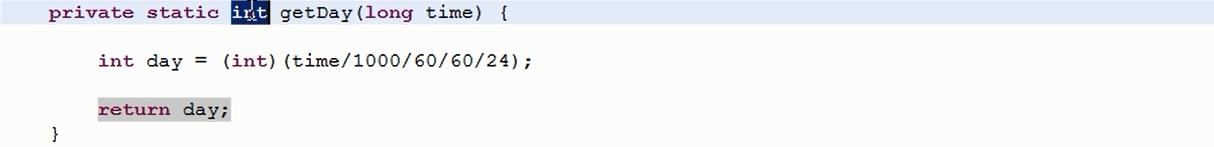 private static int getDay(long time) {
int day = (int)(time/1000/60/60/24);
return day;
}